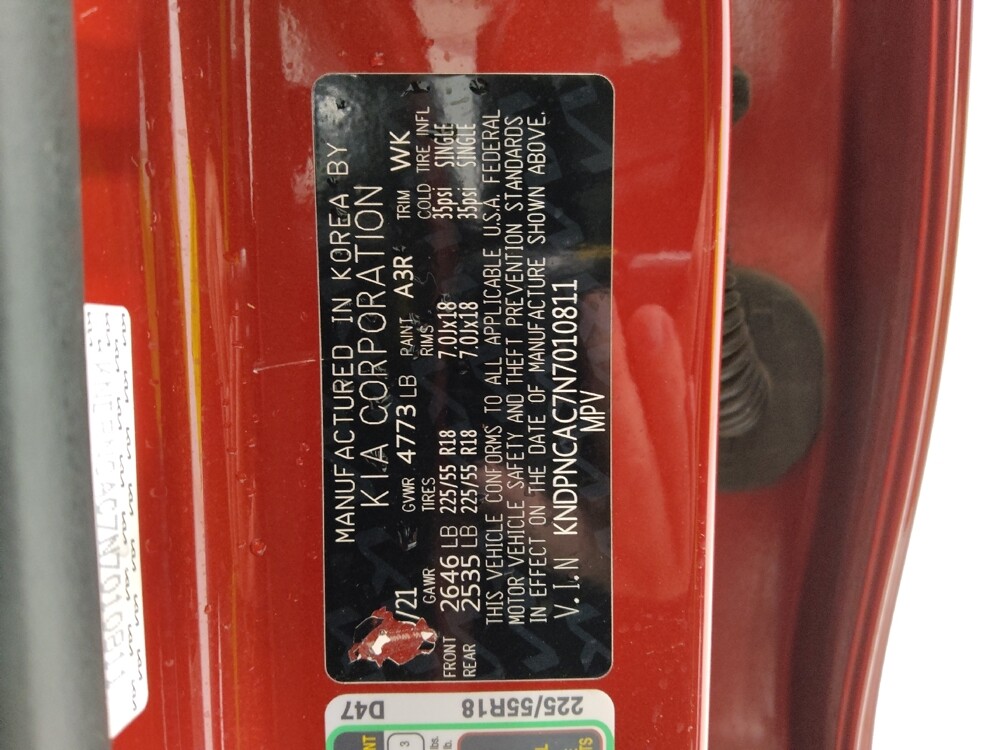 MANUFACTURED IN KOREA BY
KIA CORPORATION
/21 GVWR 4773 LB PAINT A3R TRIM WK
GAWR TIRES RIMS COLD TIRE INFL
FRONT 2646 LB 225/55 R18 7.0Jx18 35psi SINGLE
REAR 2535 LB 225/55 R18 7.0Jx18 35psi SINGLE
THIS VEHICLE CONFORMS TO ALL APPLICABLE U.S.A. FEDERAL
MOTOR VEHICLE SAFETY AND THEFT PREVENTION STANDARDS
IN EFFECT ON THE DATE OF MANUFACTURE SHOWN ABOVE.
V.I.N KNDPNCAC7N7010811
MPV
D47
225/55R18